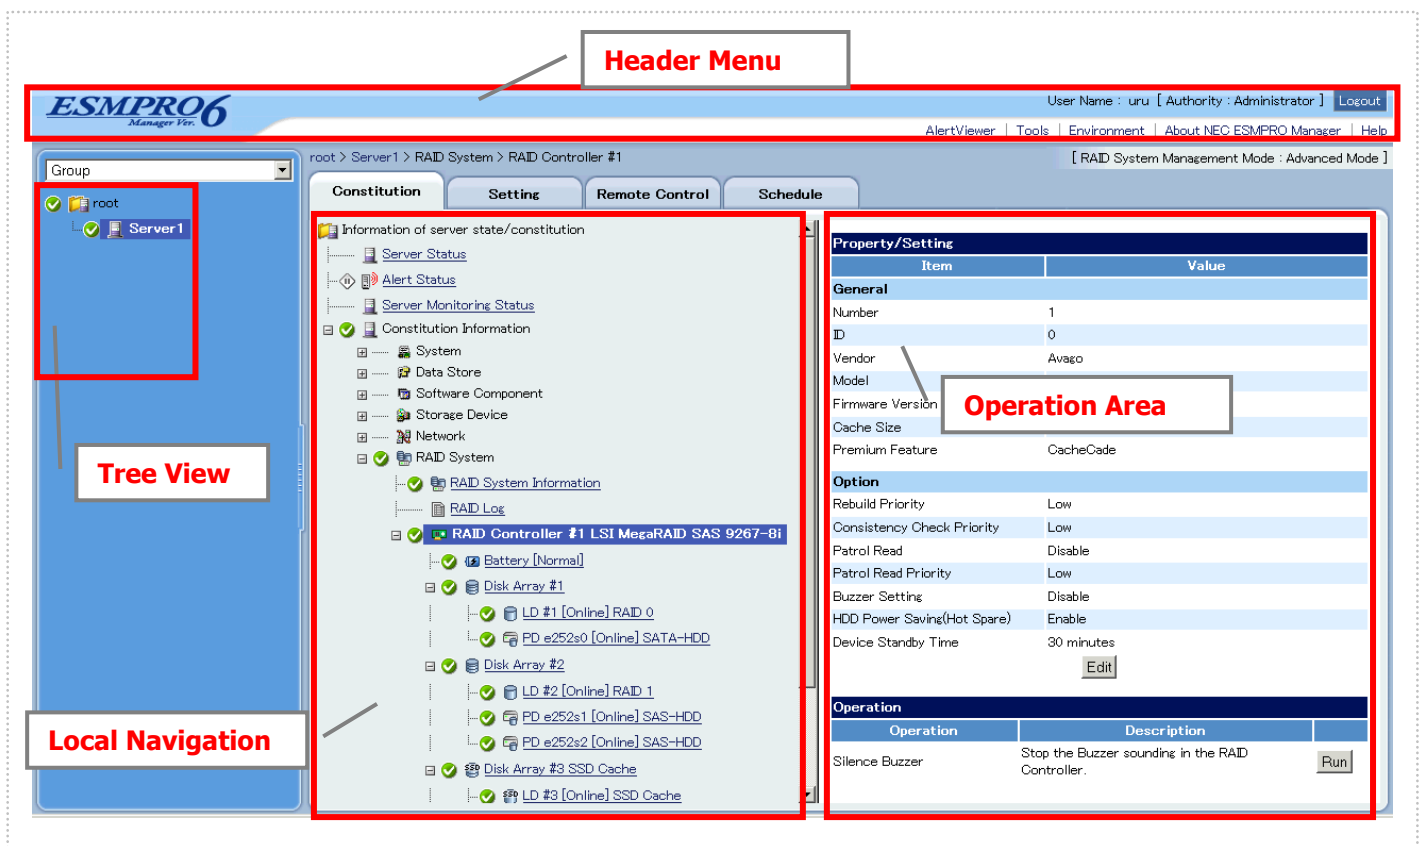 Header Menu
ESMPRO6
Manager Ver.
User Name : uru [ Authority : Administrator ] Logout
AlertViewer | Tools | Environment | About NEC ESMPRO Manager | Help
Group
root
Server1
Tree View
root > Server1 > RAID System > RAID Controller #1
[ RAID System Management Mode : Advanced Mode ]
Constitution Setting Remote Control Schedule
Information of server state/constitution
Server Status
Alert Status
Server Monitoring Status
Constitution Information
System
Data Store
Software Component
Storage Device
Network
RAID System
RAID System Information
RAID Log
RAID Controller #1 LSI MegaRAID SAS 9267-8i
Battery [Normal]
Disk Array #1
LD #1 [Online] RAID 0
PD e252s0 [Online] SATA-HDD
Disk Array #2
LD #2 [Online] RAID 1
PD e252s1 [Online] SAS-HDD
PD e252s2 [Online] SAS-HDD
Disk Array #3 SSD Cache
LD #3 [Online] SSD Cache
Local Navigation
Property/Setting
Item Value
General
Number 1
ID 0
Vendor Avago
Model
Firmware Version
Cache Size
Premium Feature CacheCade
Operation Area
Option
Rebuild Priority Low
Consistency Check Priority Low
Patrol Read Disable
Patrol Read Priority Low
Buzzer Setting Disable
HDD Power Saving(Hot Spare) Enable
Device Standby Time 30 minutes
Edit
Operation
Operation Description
Silence Buzzer Stop the Buzzer sounding in the RAID
Controller. Run